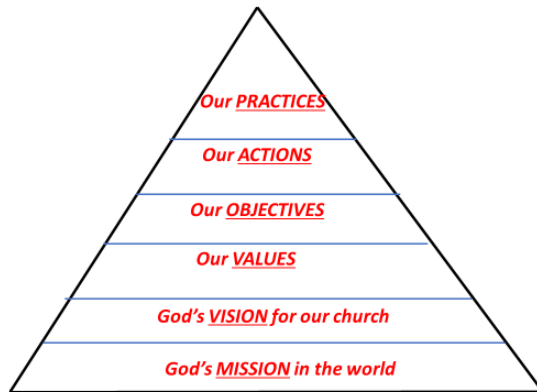 Our PRACTICES
Our ACTIONS
Our OBJECTIVES
Our VALUES
God's VISION for our church
God's MISSION in the world